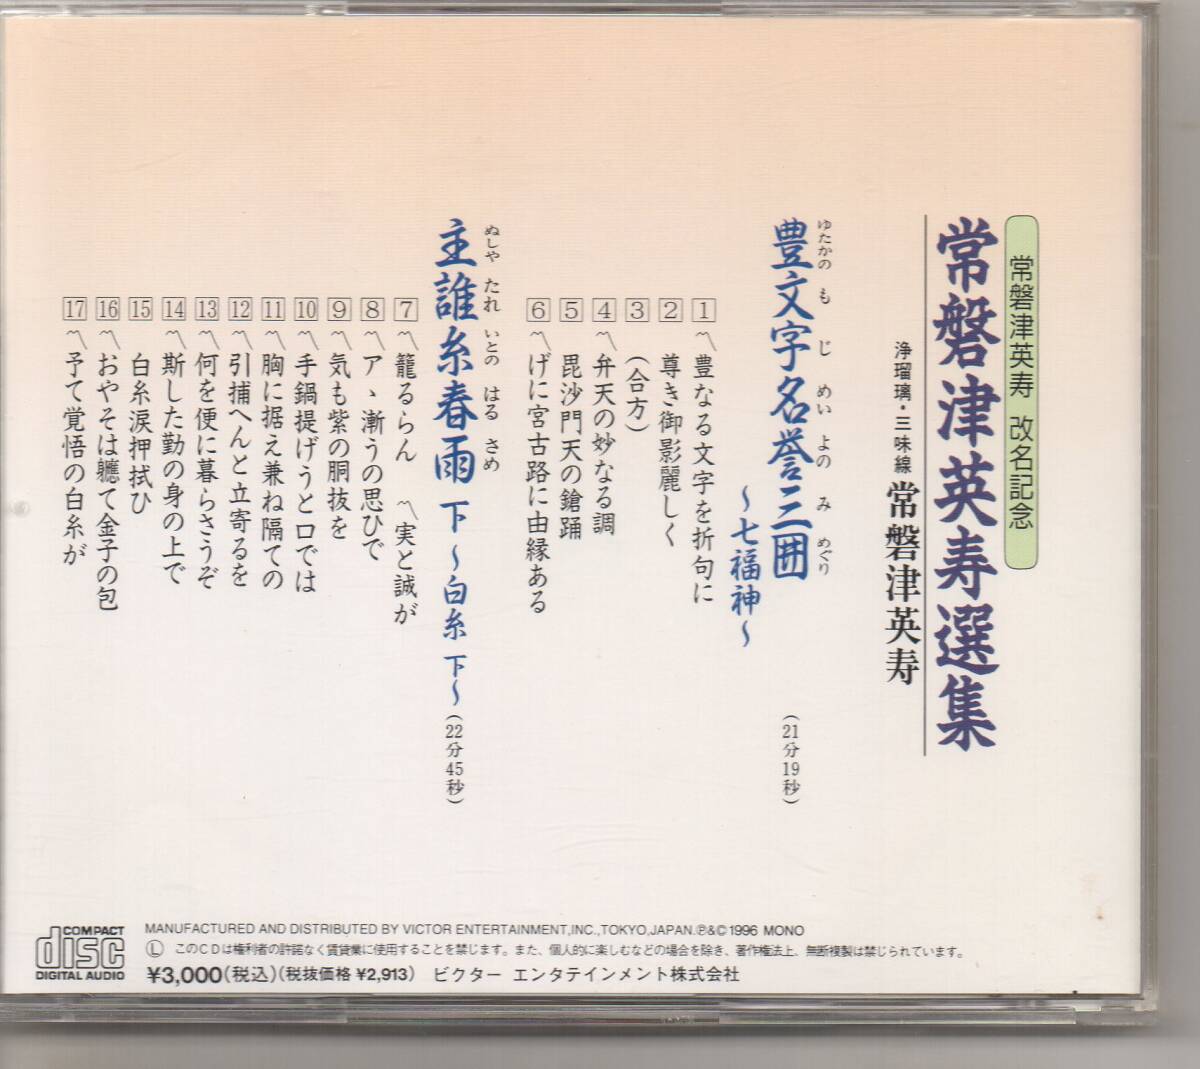 常磐津英寿 改名記念
常磐津英寿選集
浄瑠璃・三味線 常磐津英寿
ゆたかの も じ めい よの み めぐり
豊文字名誉三囲
〜七福神〜
(21分19秒)
1 〽豊なる文字を折句に
2 尊き御影麗しく
3 (合方)
4 〽弁天の妙なる調
5 毘沙門天の鎗踊
6 〽げに宮古路に由縁ある
ぬしや たれ いとの はる さめ
主誰糸春雨 下 〜白糸 下〜 (22分45秒)
7 〽籠るらん 〽実と誠が
8 〽アゝ漸うの思ひで
9 〽気も紫の胴抜を
10 〽手鍋提げうと口では
11 〽胸に据え兼ね隔ての
12 〽引捕へんと立寄るを
13 〽何を便に暮らさうぞ
14 〽斯した勤の身の上で
15 白糸涙押拭ひ
16 〽おやそは軈て金子の包
17 〽予て覚悟の白糸が
COMPACT
disc
DIGITAL AUDIO
MANUFACTURED AND DISTRIBUTED BY VICTOR ENTERTAINMENT,INC.,TOKYO,JAPAN.℗&©1996 MONO
Ⓛ このCDは権利者の許諾なく賃貸業に使用することを禁じます。また、個人的に楽しむなどの場合を除き、著作権法上、無断複製は禁じられています。
¥3,000(税込)(税抜価格 ¥2,913) ビクター エンタテインメント株式会社